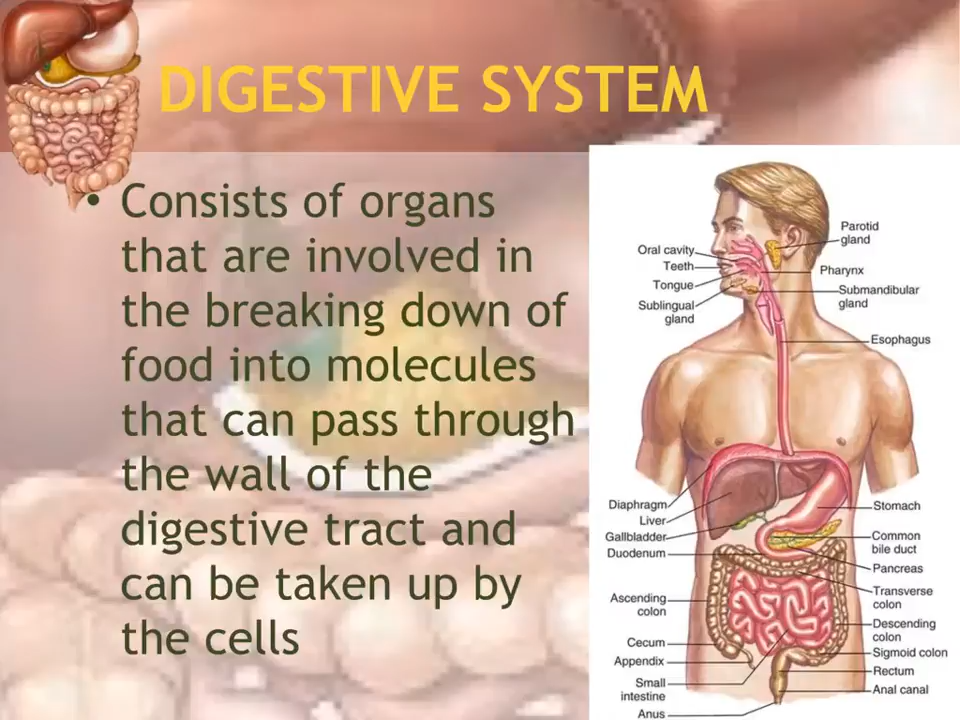 DIGESTIVE SYSTEM
• Consists of organs
that are involved in
the breaking down of
food into molecules
that can pass through
the wall of the
digestive tract and
can be taken up by
the cells
Oral cavity
Teeth
Tongue
Sublingual
gland
Parotid
gland
Pharynx
Submandibular
gland
Esophagus
Diaphragm
Liver
Gallbladder
Duodenum
Ascending
colon
Cecum
Appendix
Small
intestine
Anus
Stomach
Common
bile duct
Pancreas
Transverse
colon
Descending
colon
Sigmoid colon
Rectum
Anal canal